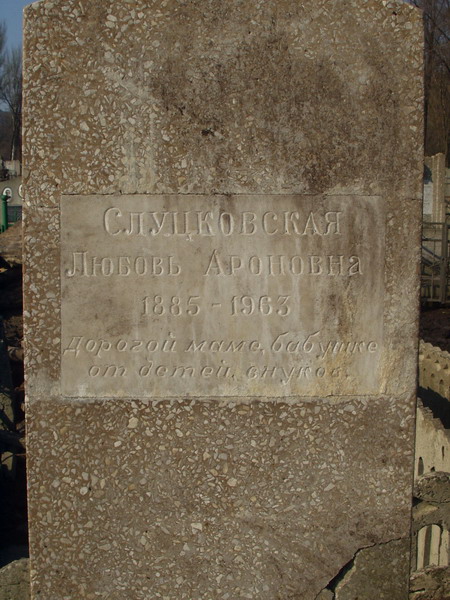 СЛУЦКОВСКАЯ
ЛЮБОВЬ АРОНОВНА
1885-1963
дорогой маме, бабушке
от детей, внуков.